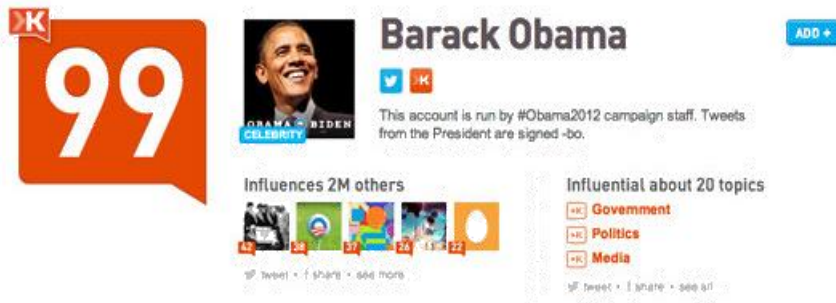 K
99
Barack Obama
ADD +
K
This account is run by #Obama2012 campaign staff. Tweets
from the President are signed -bo.
OBAMA BIDEN
CELEBRITY
Influences 2M others
42 38 37 26 22
tweet • f share • see more
Influential about 20 topics
+K Government
+K Politics
+K Media
tweet • f share • see all